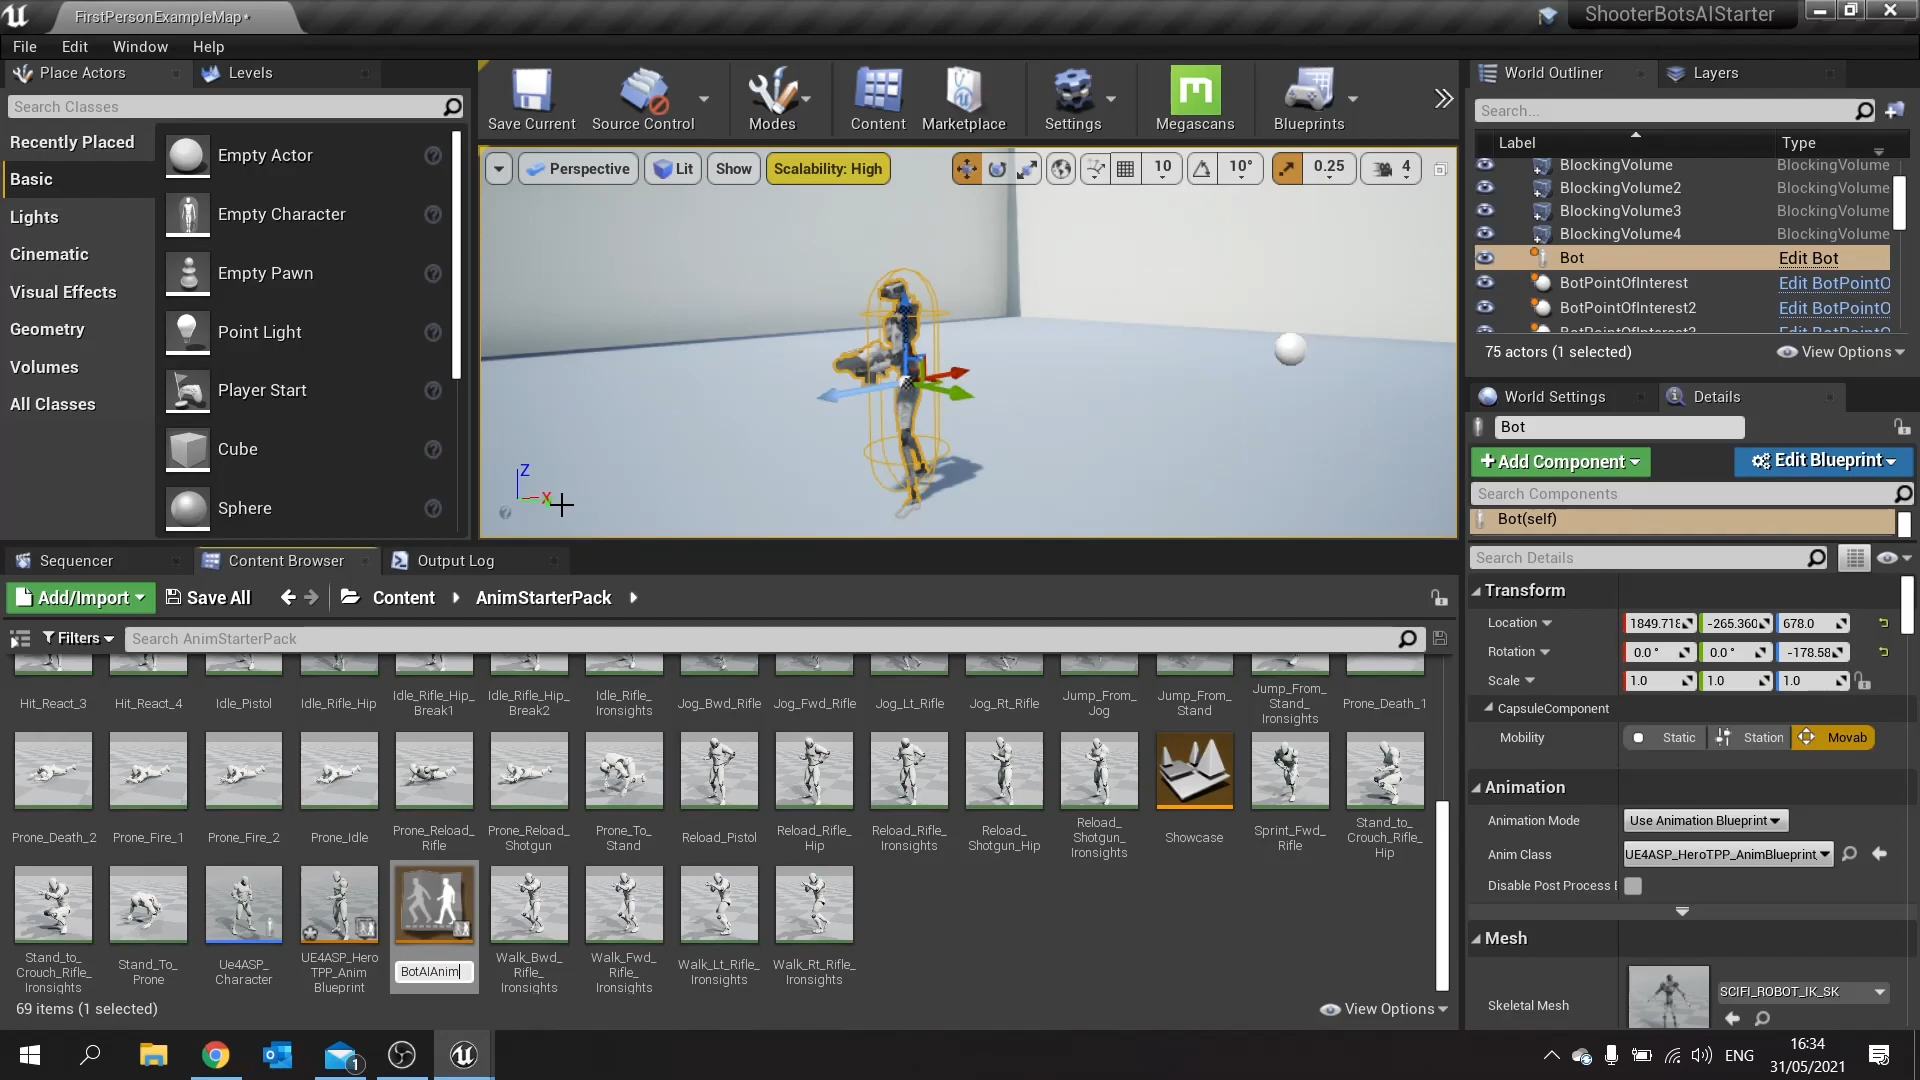 FirstPersonExampleMap*
ShooterBotsAIStarter
File Edit Window Help
Place Actors
Levels
Search Classes
Recently Placed
Basic
Lights
Cinematic
Visual Effects
Geometry
Volumes
All Classes
Empty Actor
Empty Character
Empty Pawn
Point Light
Player Start
Cube
Sphere
Save Current
Source Control
Modes
Content
Marketplace
Settings
Megascans
Blueprints
Perspective
Lit
Show
Scalability: High
10
10°
0.25
4
Z
X
World Outliner
Layers
Search...
Label
Type
BlockingVolume BlockingVolume
BlockingVolume2 BlockingVolume
BlockingVolume3 BlockingVolume
BlockingVolume4 BlockingVolume
Bot Edit Bot
BotPointOfInterest Edit BotPointO
BotPointOfInterest2 Edit BotPointO
BotPointOfInterest3 Edit BotPointO
75 actors (1 selected)
View Options
World Settings
Details
Bot
+Add Component
Edit Blueprint
Search Components
Bot(self)
Search Details
Transform
Location 1849.718 -265.360 678.0
Rotation 0.0 ° 0.0 ° -178.58
Scale 1.0 1.0 1.0
CapsuleComponent
Mobility Static Station Movab
Animation
Animation Mode Use Animation Blueprint
Anim Class UE4ASP_HeroTPP_AnimBlueprint
Disable Post Process
Mesh
Skeletal Mesh
SCIFI_ROBOT_IK_SK
Sequencer
Content Browser
Output Log
Add/Import
Save All
Content
AnimStarterPack
Filters
Search AnimStarterPack
Hit_React_3
Hit_React_4
Idle_Pistol
Idle_Rifle_Hip
Idle_Rifle_Hip_
Break1
Idle_Rifle_Hip_
Break2
Idle_Rifle_
Ironsights
Jog_Bwd_Rifle
Jog_Fwd_Rifle
Jog_Lt_Rifle
Jog_Rt_Rifle
Jump_From_
Jog
Jump_From_
Stand
Jump_From_
Stand_
Ironsights
Prone_Death_1
Prone_Death_2
Prone_Fire_1
Prone_Fire_2
Prone_Idle
Prone_Reload_
Rifle
Prone_Reload_
Shotgun
Prone_To_
Stand
Reload_Pistol
Reload_Rifle_
Hip
Reload_Rifle_
Ironsights
Reload_
Shotgun_Hip
Reload_
Shotgun_
Ironsights
Showcase
Sprint_Fwd_
Rifle
Stand_to_
Crouch_Rifle_
Hip
Stand_to_
Crouch_Rifle_
Ironsights
Stand_To_
Prone
Ue4ASP_
Character
UE4ASP_Hero
TPP_Anim
Blueprint
BotAIAnim
Walk_Bwd_
Rifle_
Ironsights
Walk_Fwd_
Rifle_
Ironsights
Walk_Lt_Rifle_
Ironsights
Walk_Rt_Rifle_
Ironsights
69 items (1 selected)
View Options
1
ENG
16:34
31/05/2021